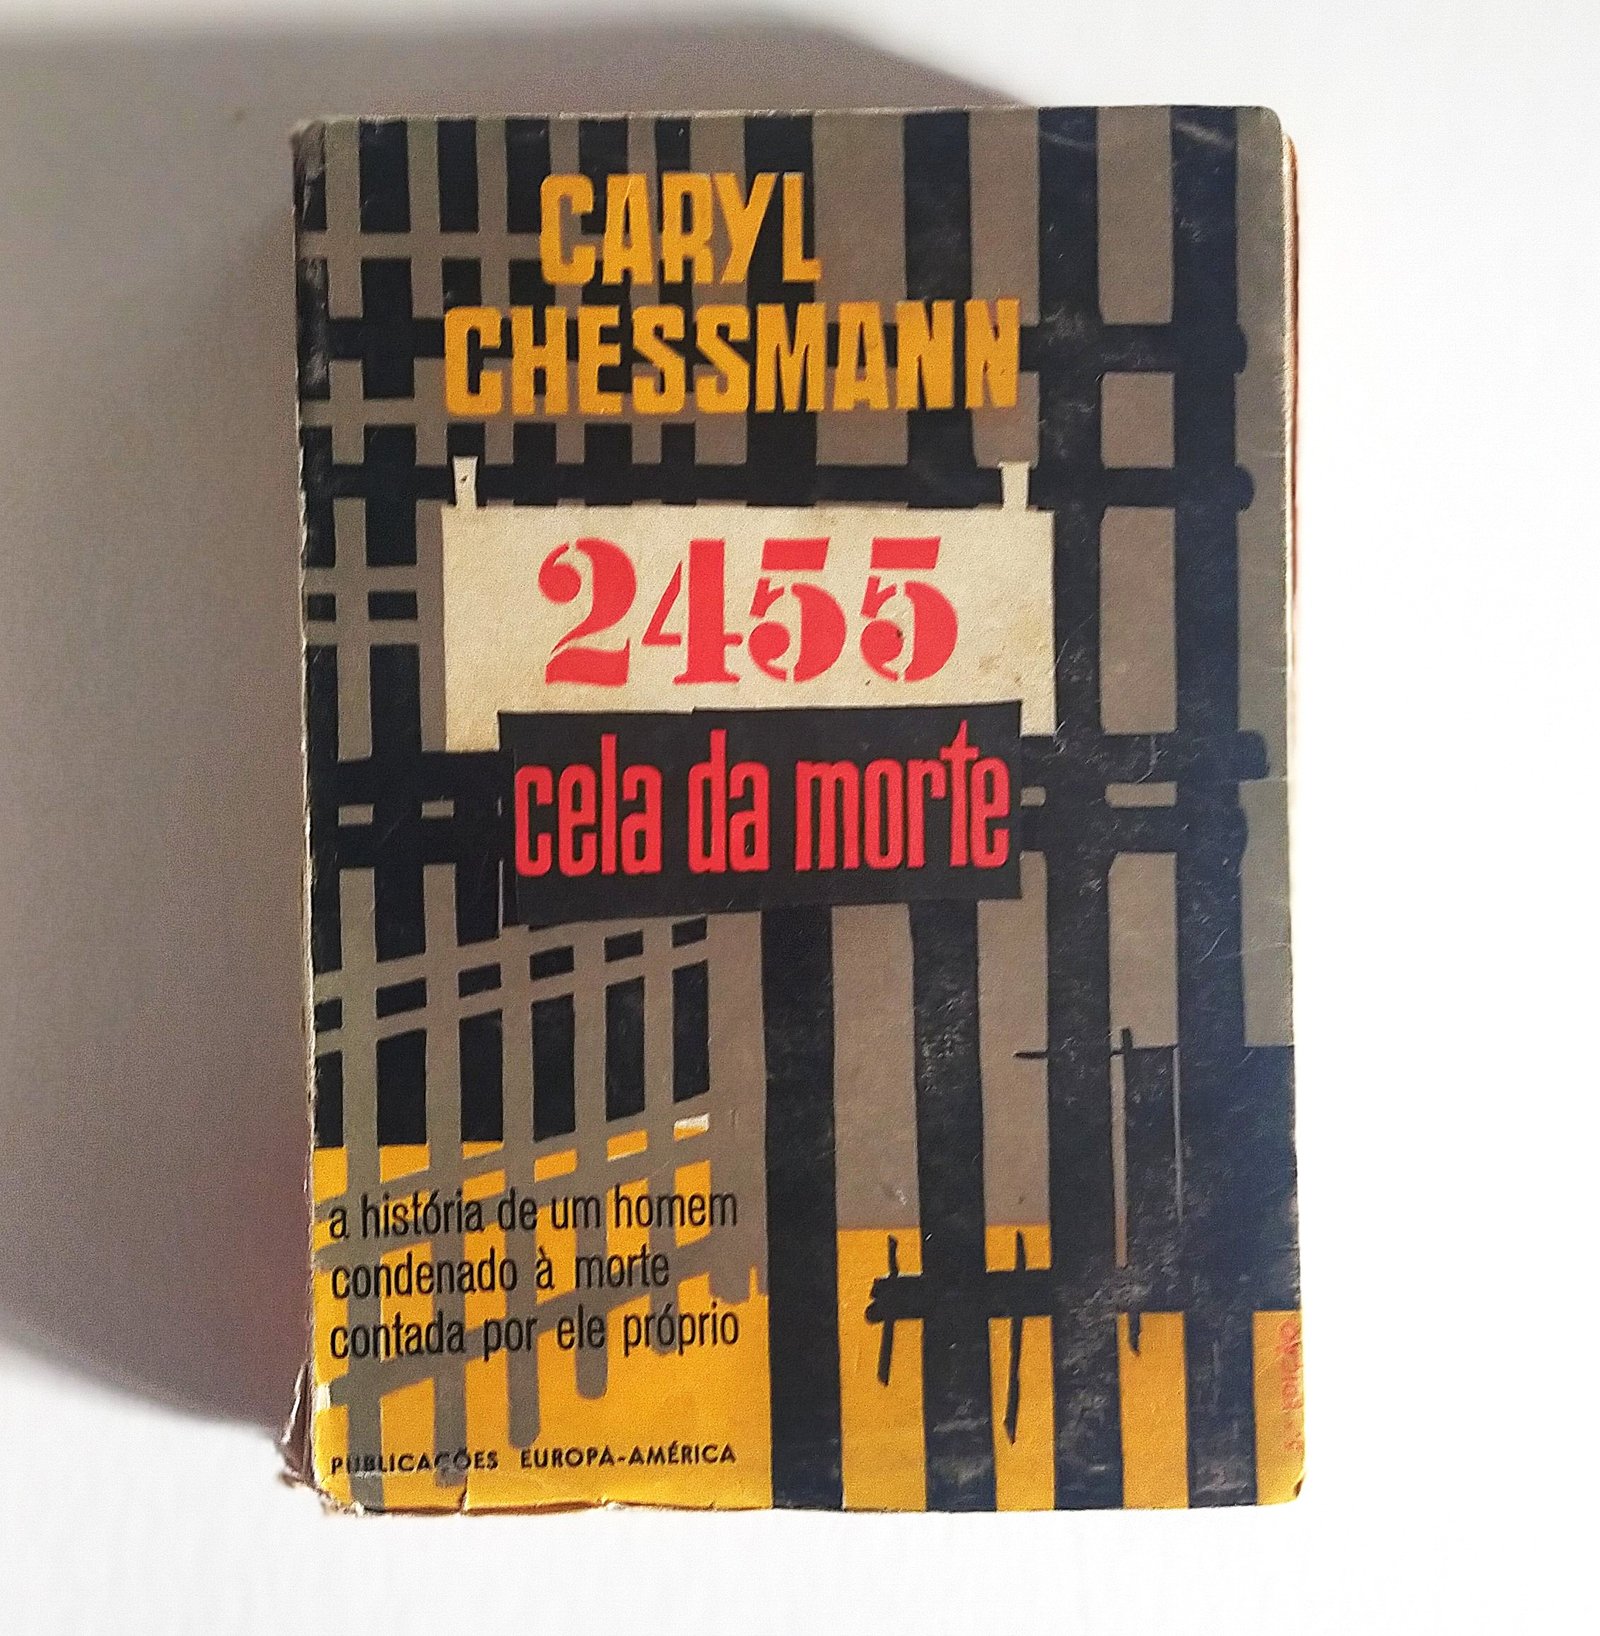 CARYL
CHESSMANN
2455
cela da morte
a história de um homem
condenado à morte
contada por ele próprio
PUBLICAÇÕES EUROPA-AMÉRICA